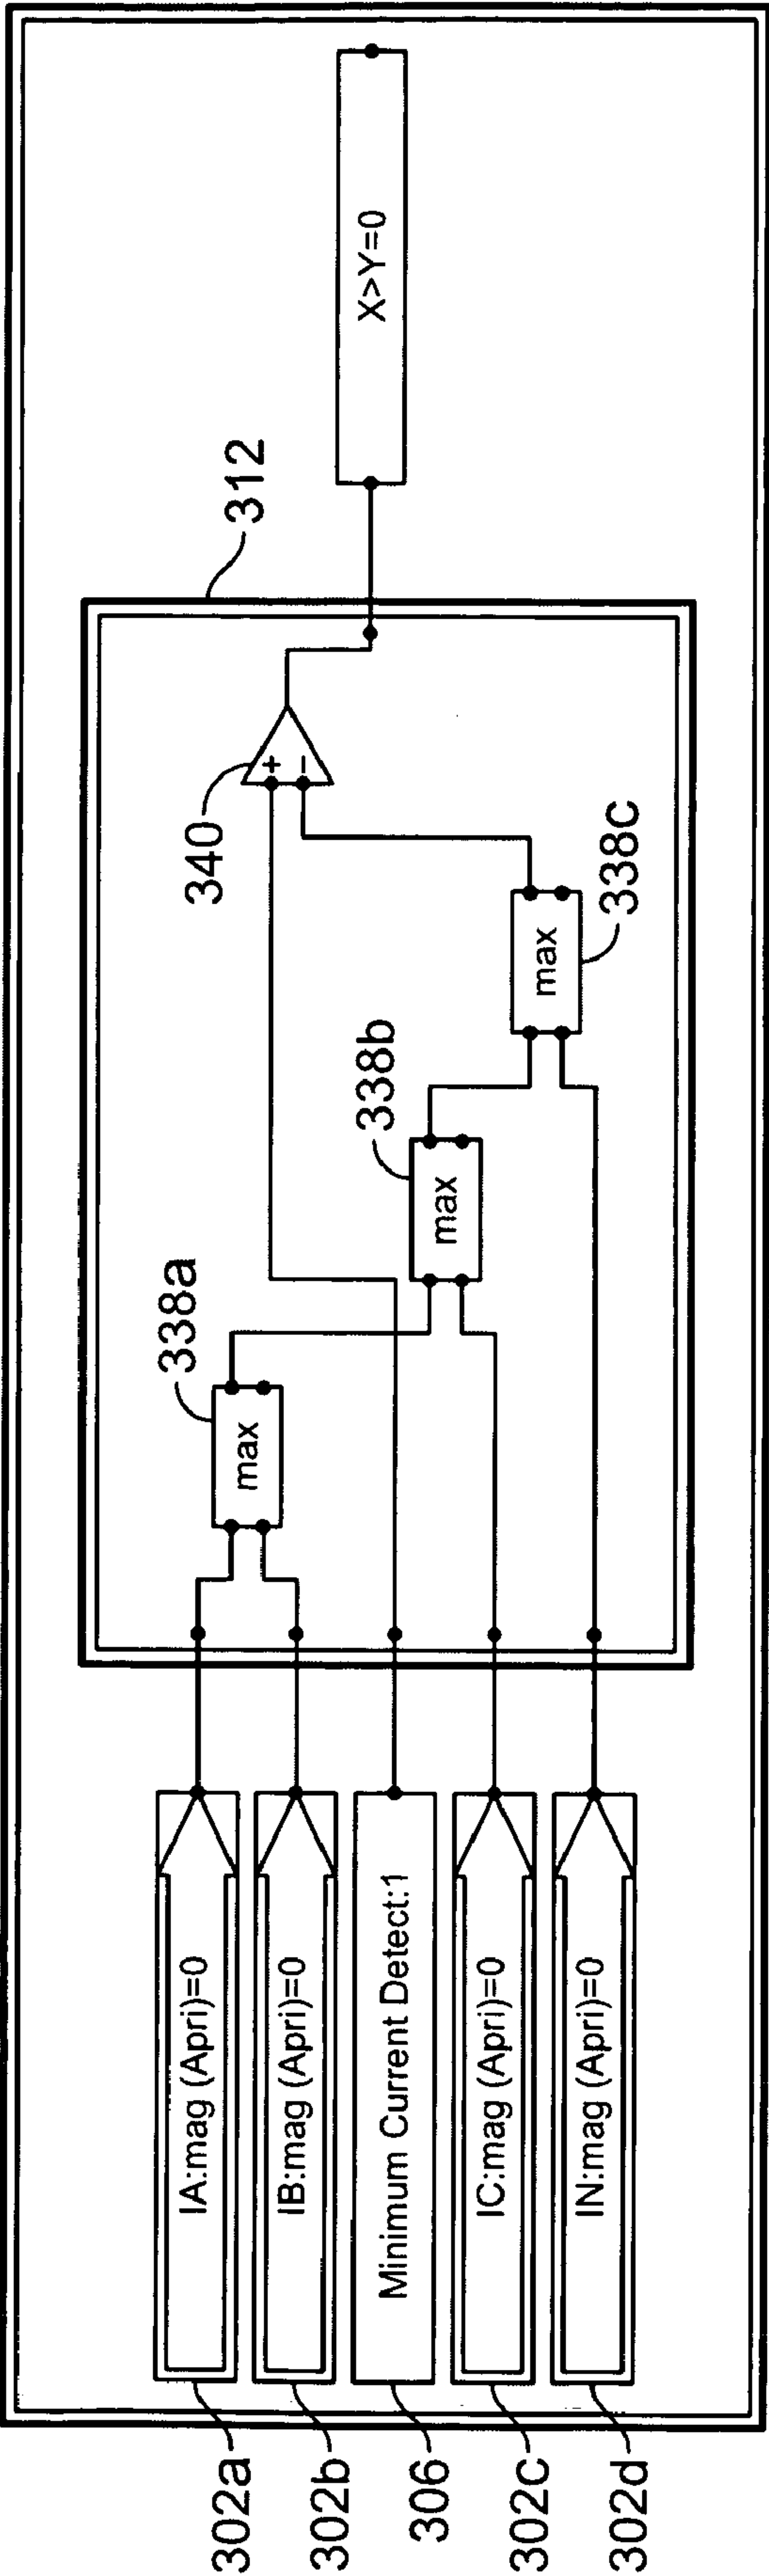 302a
IA:mag (Apri)=0
302b
IB:mag (Apri)=0
306
Minimum Current Detect:1
302c
IC:mag (Apri)=0
302d
IN:mag (Apri)=0
338a
max
338b
max
338c
max
340
+
–
312
X>Y=0